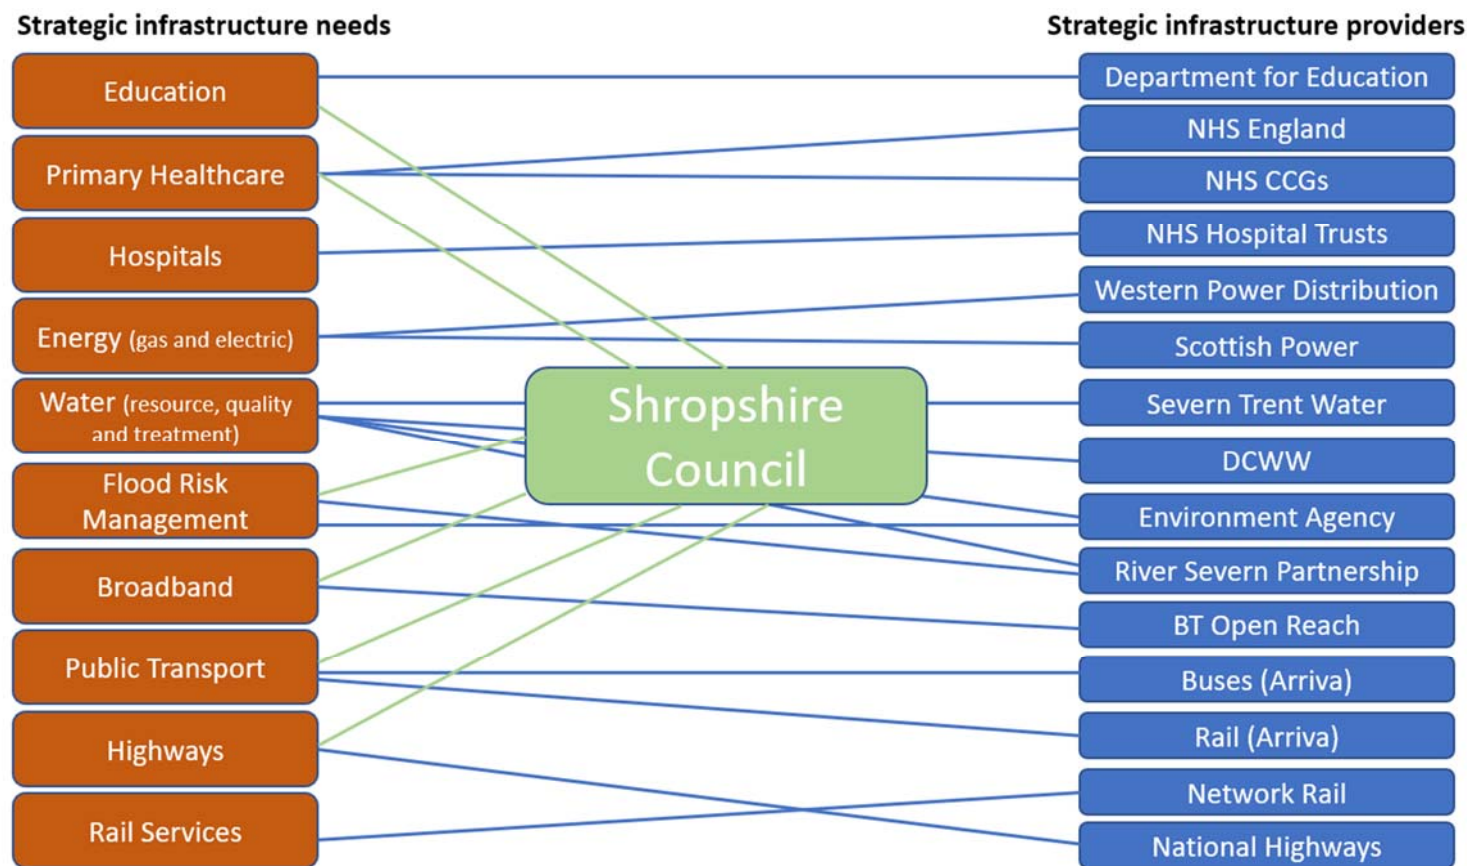 Strategic infrastructure needs
Strategic infrastructure providers
Education
Primary Healthcare
Hospitals
Energy (gas and electric)
Water (resource, quality
and treatment)
Flood Risk
Management
Broadband
Public Transport
Highways
Rail Services
Shropshire
Council
Department for Education
NHS England
NHS CCGs
NHS Hospital Trusts
Western Power Distribution
Scottish Power
Severn Trent Water
DCWW
Environment Agency
River Severn Partnership
BT Open Reach
Buses (Arriva)
Rail (Arriva)
Network Rail
National Highways